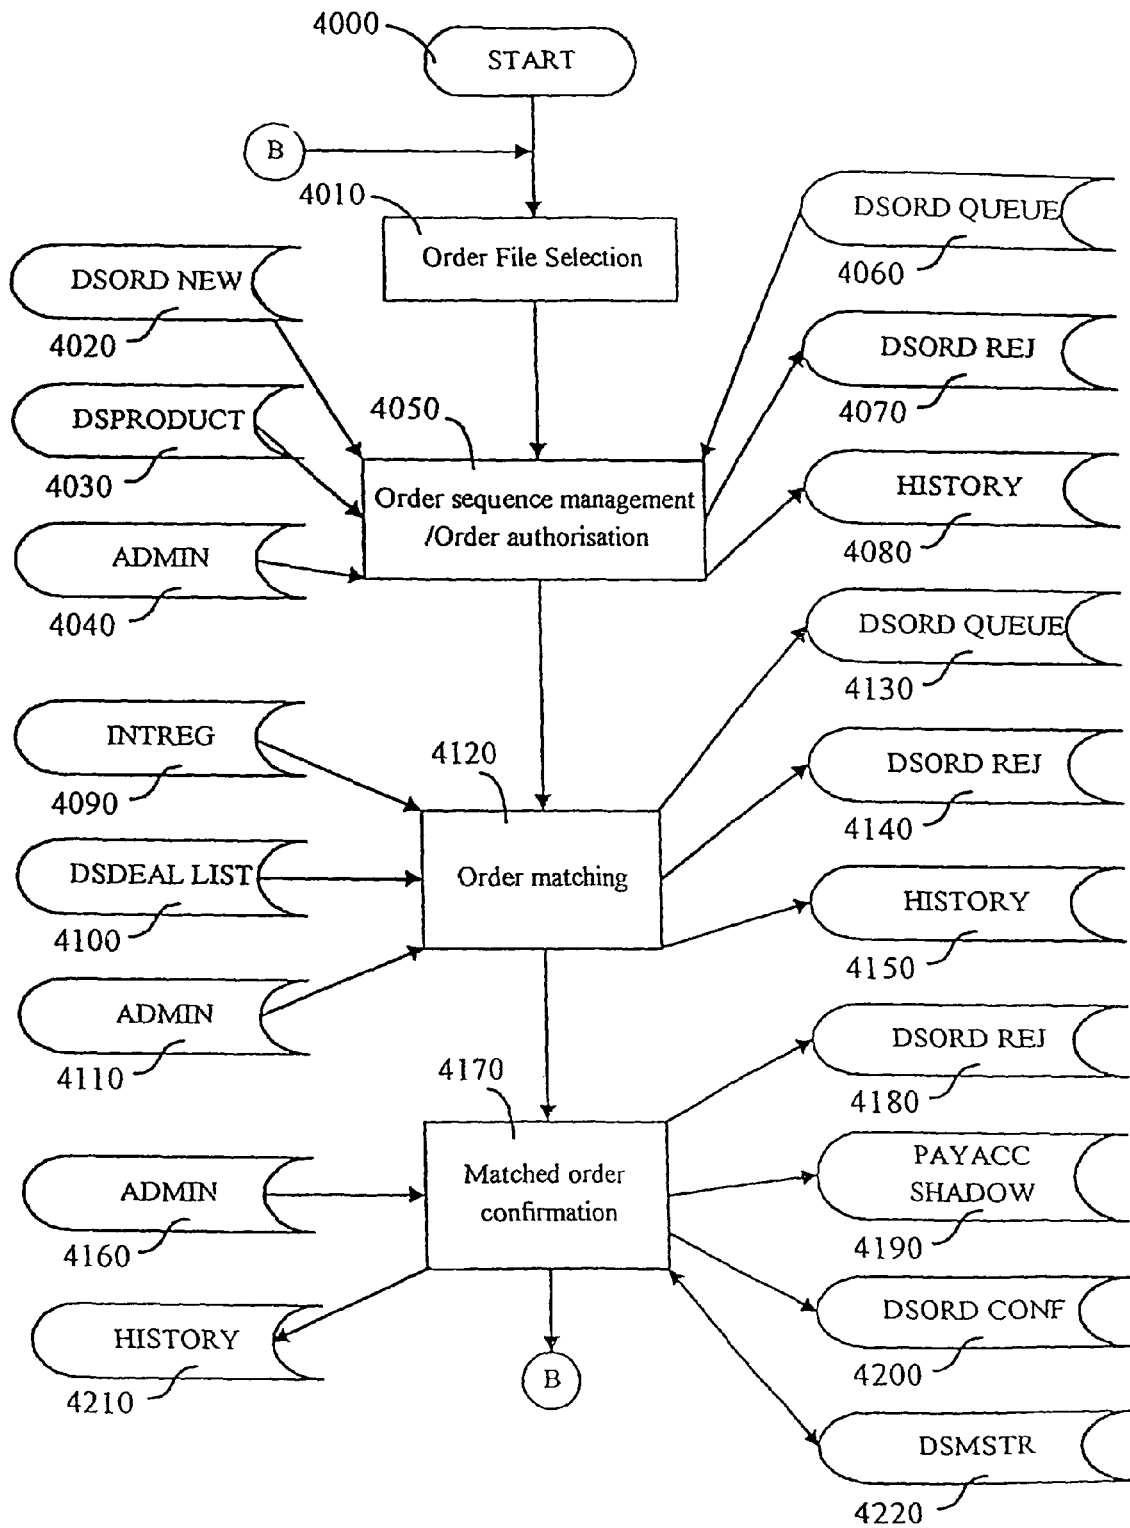 4000
START
B
4010
Order File Selection
DSORD QUEUE
4060
DSORD NEW
4020
DSORD REJ
4070
DSPRODUCT
4030
4050
Order sequence management
/Order authorisation
HISTORY
4080
ADMIN
4040
DSORD QUEUE
4130
INTREG
4090
4120
Order matching
DSORD REJ
4140
DSDEAL LIST
4100
HISTORY
4150
ADMIN
4110
DSORD REJ
4180
4170
Matched order
confirmation
ADMIN
4160
PAYACC
SHADOW
4190
HISTORY
4210
DSORD CONF
4200
B
DSMSTR
4220